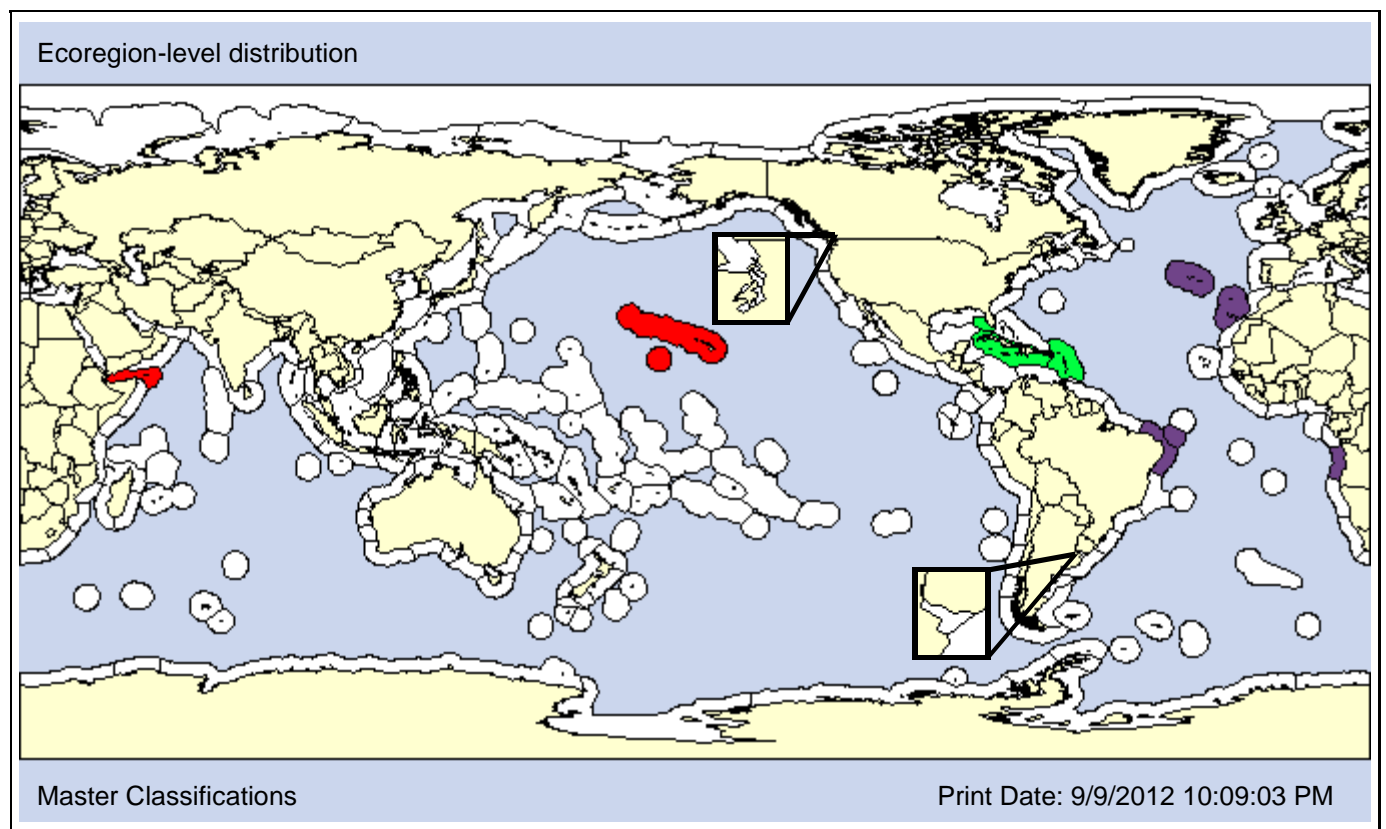 Ecoregion-level distribution
Master Classifications
Print Date: 9/9/2012 10:09:03 PM